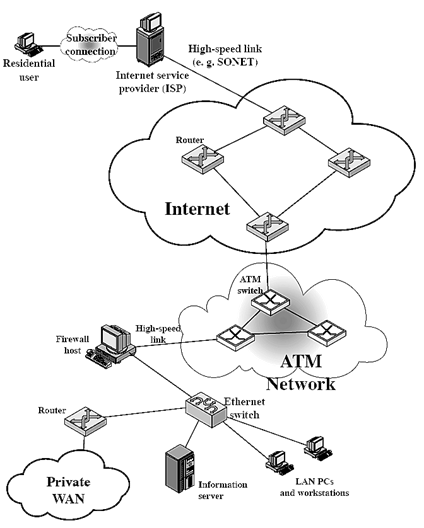 Subscriber
connection
Residential
user
Internet service
provider (ISP)
High-speed link
(e. g. SONET)
Router
Internet
ATM
switch
High-speed
link
Firewall
host
ATM
Network
Ethernet
switch
Router
Private
WAN
Information
server
LAN PCs
and workstations